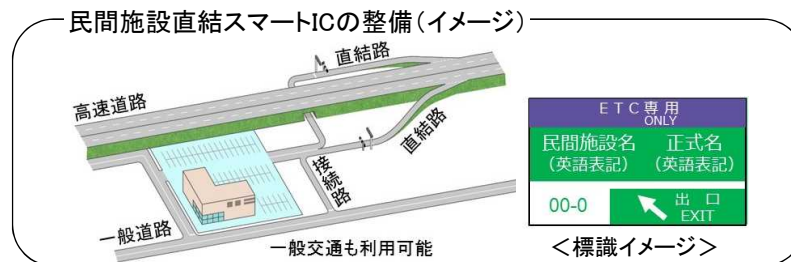 民間施設直結スマートICの整備（イメージ）
直結路
高速道路
直結路
接続路
一般道路
一般交通も利用可能
ETC専用
ONLY
民間施設名 正式名
（英語表記） （英語表記）
00-0 出口
EXIT
＜標識イメージ＞